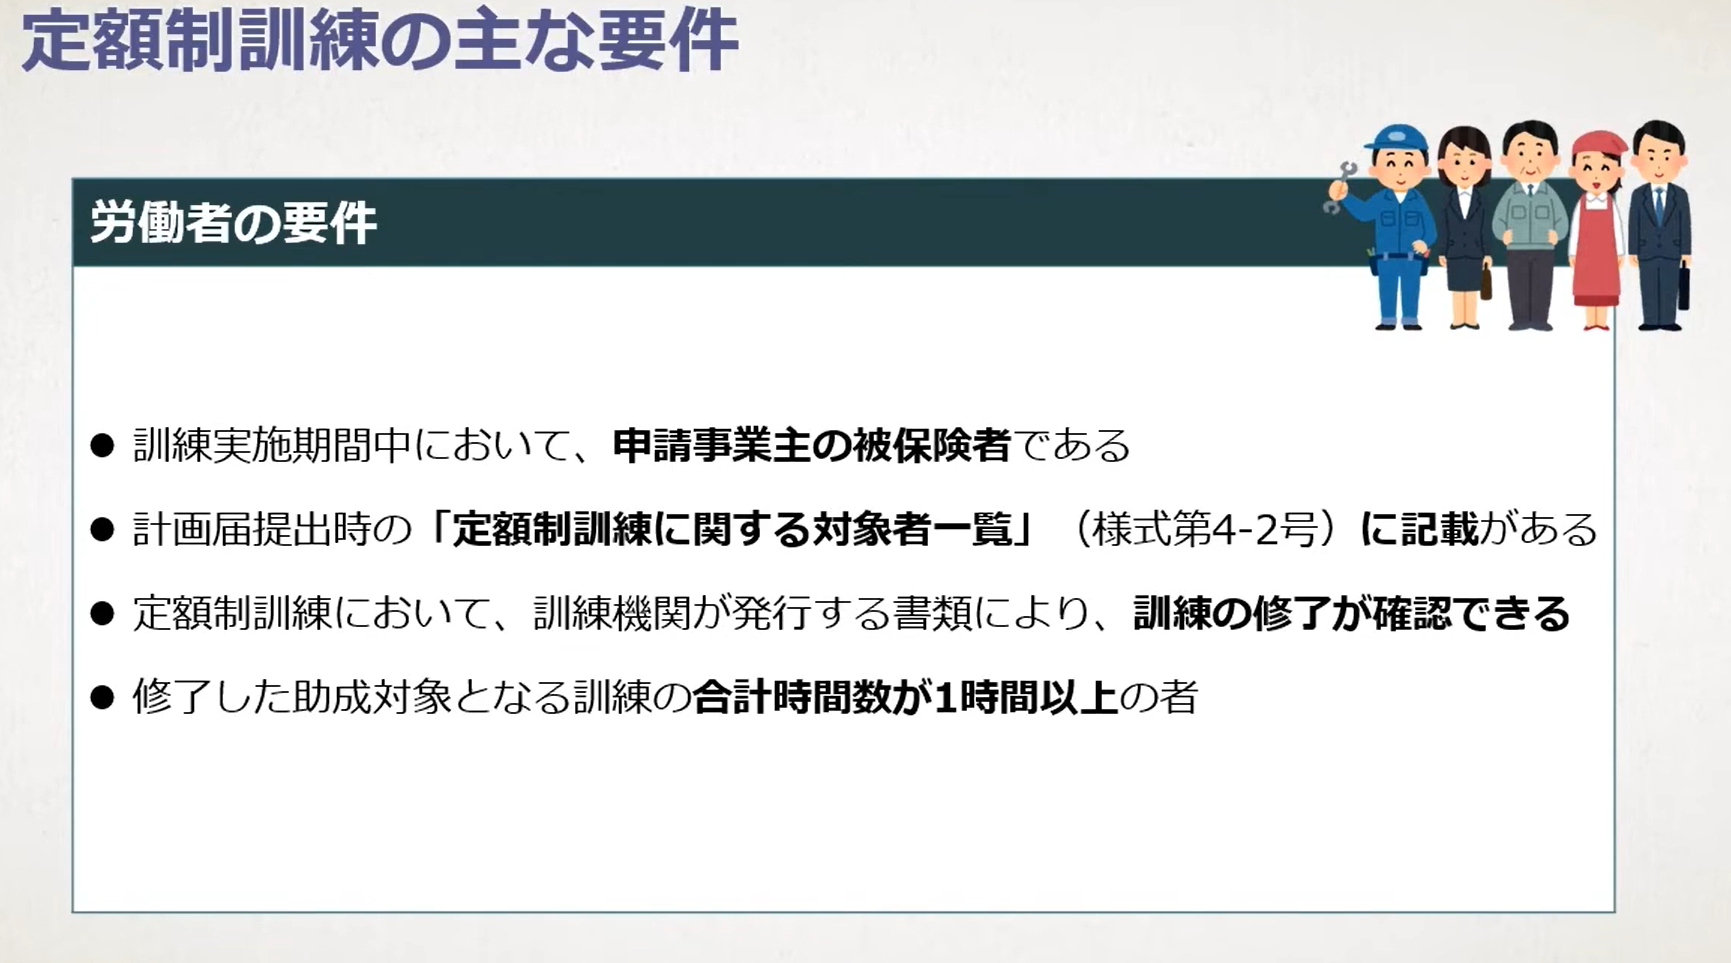 定額制訓練の主な要件
労働者の要件
● 訓練実施期間中において、申請事業主の被保険者である
● 計画届提出時の「定額制訓練に関する対象者一覧」（様式第4-2号）に記載がある
● 定額制訓練において、訓練機関が発行する書類により、訓練の修了が確認できる
● 修了した助成対象となる訓練の合計時間数が1時間以上の者